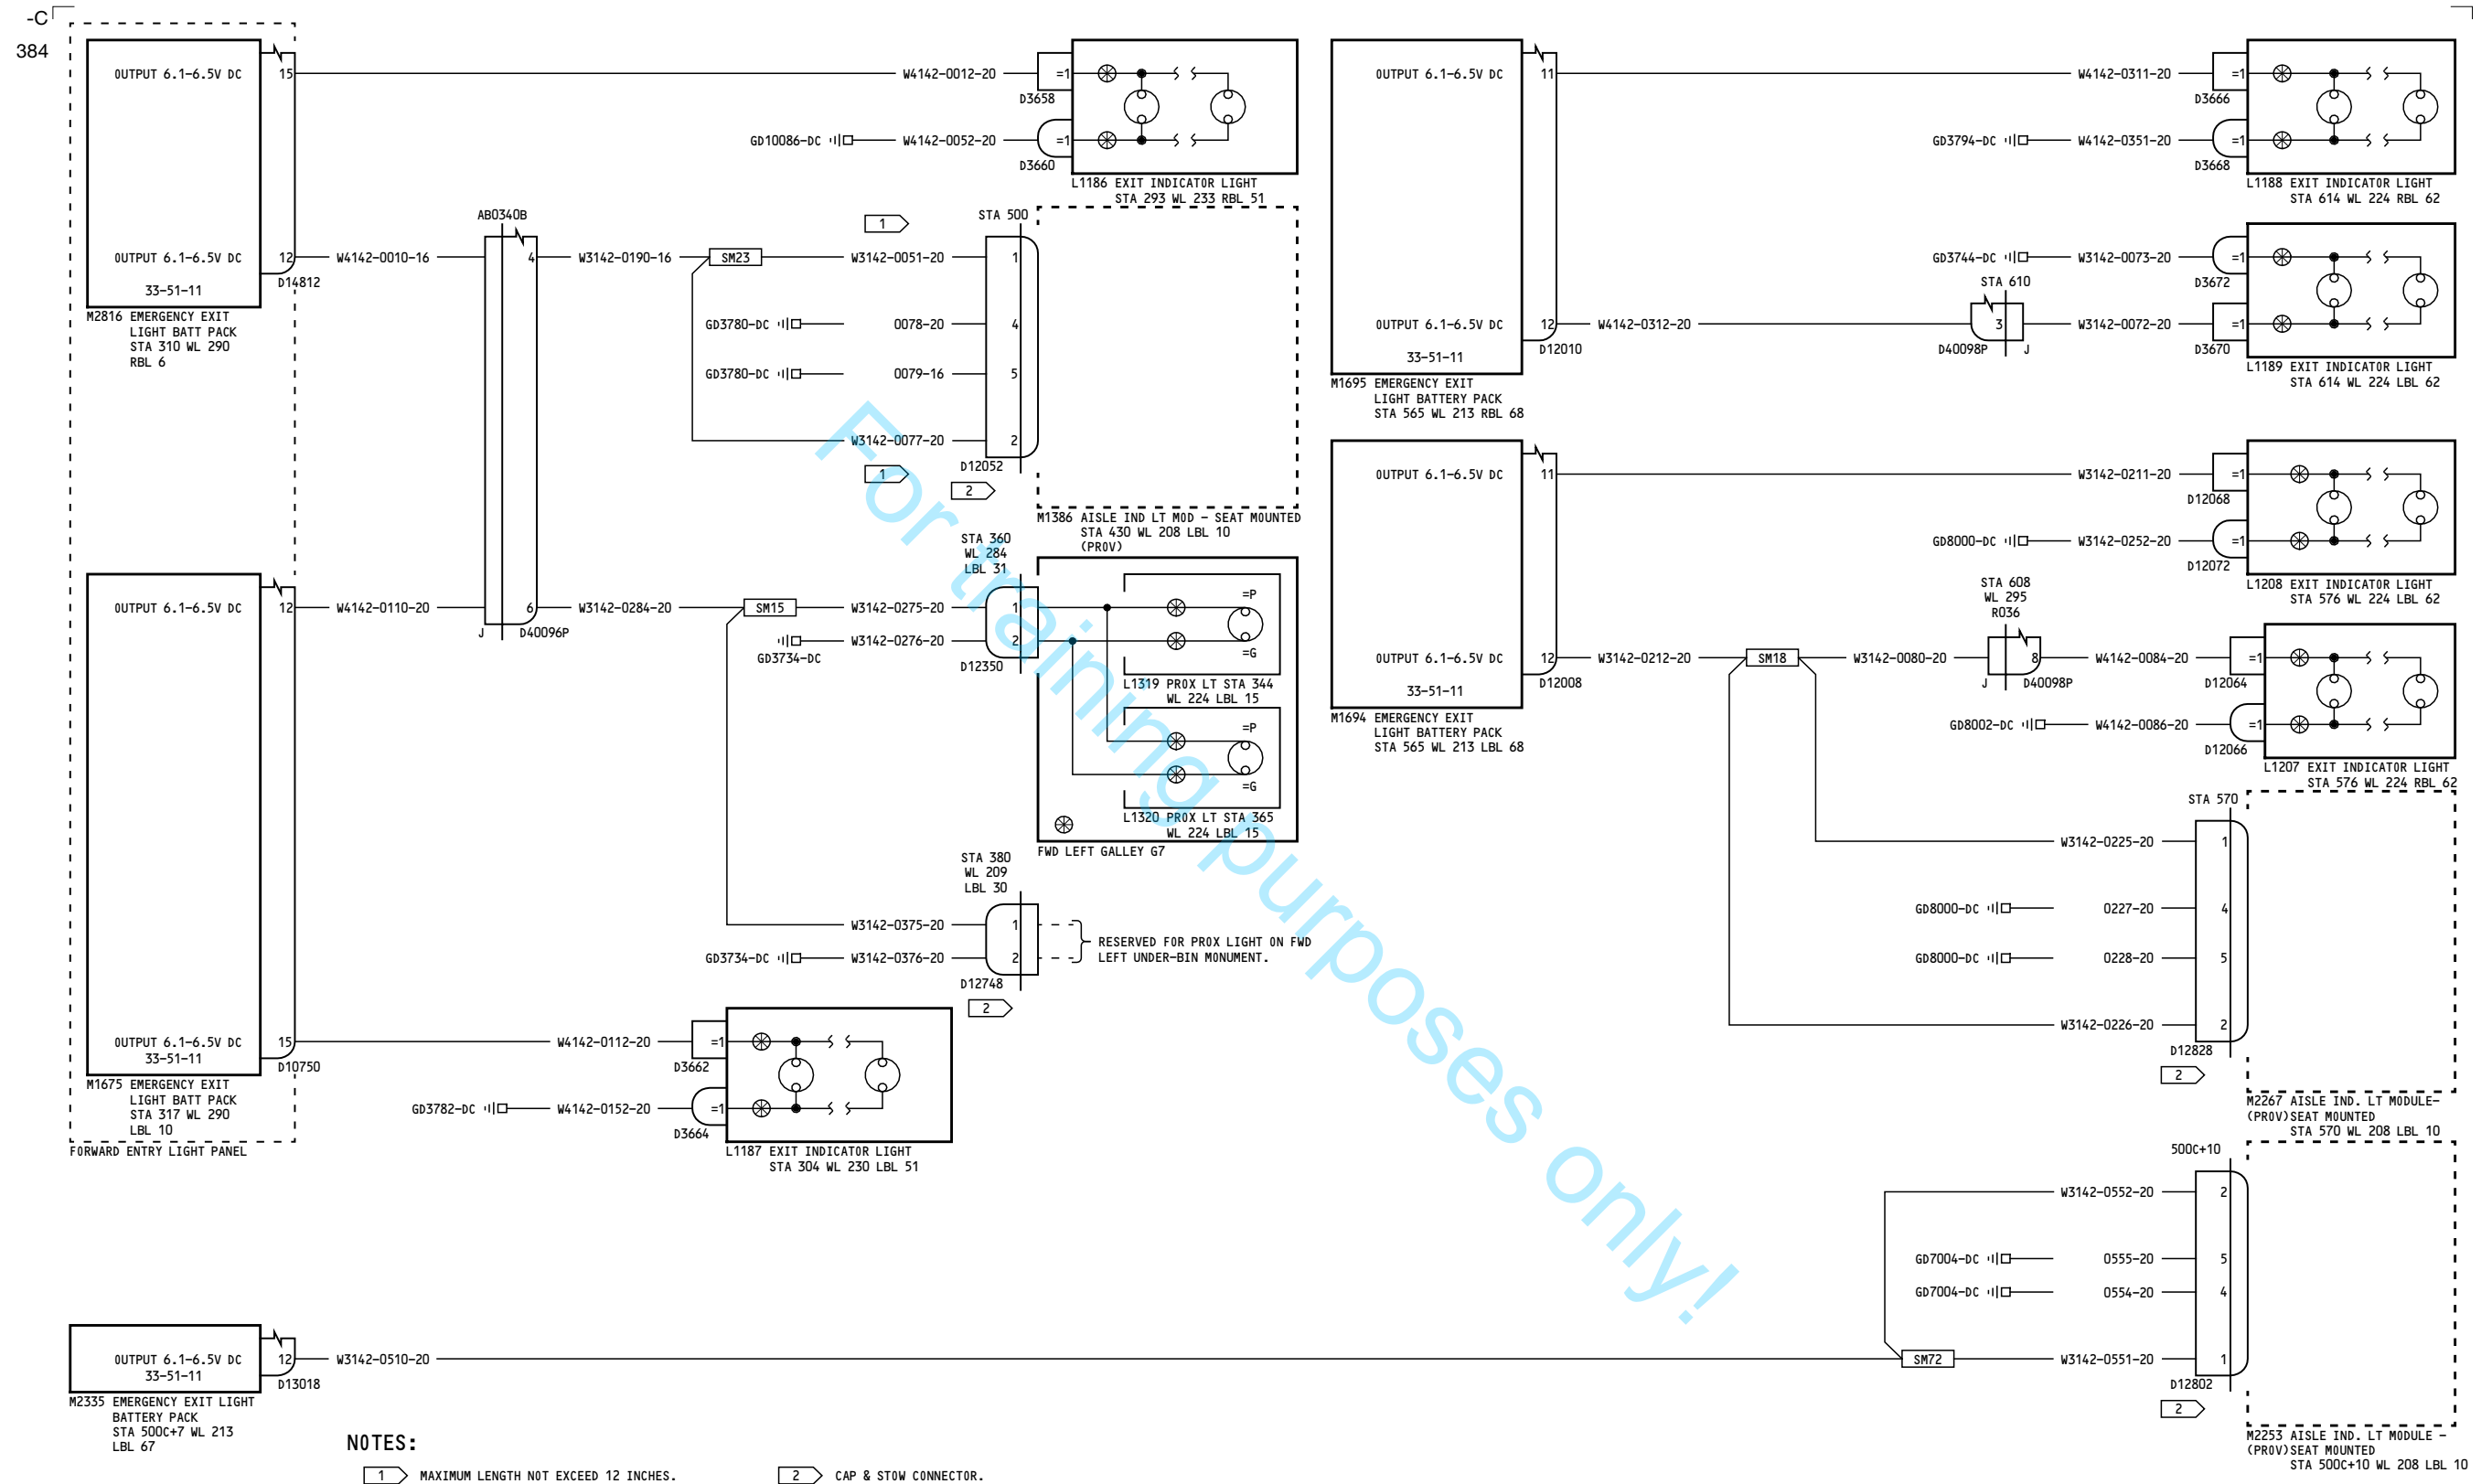 -C
384
OUTPUT 6.1-6.5V DC
15
OUTPUT 6.1-6.5V DC
12
33-51-11
D14812
M2816 EMERGENCY EXIT
LIGHT BATT PACK
STA 310 WL 290
RBL 6
W4142-0012-20
=1
D3658
GD10086-DC
W4142-0052-20
=1
D3660
L1186 EXIT INDICATOR LIGHT
STA 293 WL 233 RBL 51
W4142-0010-16
AB0340B
4
W3142-0190-16
SM23
1
W3142-0051-20
STA 500
1
GD3780-DC
0078-20
4
GD3780-DC
0079-16
5
W3142-0077-20
2
D12052
1
2
M1386 AISLE IND LT MOD - SEAT MOUNTED
STA 430 WL 208 LBL 10
(PROV)
OUTPUT 6.1-6.5V DC
12
W4142-0110-20
6
J
D40096P
W3142-0284-20
SM15
STA 360
WL 284
LBL 31
W3142-0275-20
1
GD3734-DC
W3142-0276-20
2
D12350
=P
=G
L1319 PROX LT STA 344
WL 224 LBL 15
=P
=G
L1320 PROX LT STA 365
WL 224 LBL 15
FWD LEFT GALLEY G7
STA 380
WL 209
LBL 30
W3142-0375-20
1
GD3734-DC
W3142-0376-20
2
D12748
2
RESERVED FOR PROX LIGHT ON FWD
LEFT UNDER-BIN MONUMENT.
OUTPUT 6.1-6.5V DC
15
33-51-11
D10750
M1675 EMERGENCY EXIT
LIGHT BATT PACK
STA 317 WL 290
LBL 10
FORWARD ENTRY LIGHT PANEL
W4142-0112-20
=1
D3662
GD3782-DC
W4142-0152-20
=1
D3664
L1187 EXIT INDICATOR LIGHT
STA 304 WL 230 LBL 51
OUTPUT 6.1-6.5V DC
12
33-51-11
D13018
M2335 EMERGENCY EXIT LIGHT
BATTERY PACK
STA 500C+7 WL 213
LBL 67
W3142-0510-20
OUTPUT 6.1-6.5V DC
11
OUTPUT 6.1-6.5V DC
12
33-51-11
D12010
M1695 EMERGENCY EXIT
LIGHT BATTERY PACK
STA 565 WL 213 RBL 68
W4142-0311-20
=1
D3666
GD3794-DC
W4142-0351-20
=1
D3668
L1188 EXIT INDICATOR LIGHT
STA 614 WL 224 RBL 62
GD3744-DC
W3142-0073-20
=1
D3672
W4142-0312-20
STA 610
3
D40098P
J
W3142-0072-20
=1
D3670
L1189 EXIT INDICATOR LIGHT
STA 614 WL 224 LBL 62
OUTPUT 6.1-6.5V DC
11
OUTPUT 6.1-6.5V DC
12
33-51-11
D12008
M1694 EMERGENCY EXIT
LIGHT BATTERY PACK
STA 565 WL 213 LBL 68
W3142-0211-20
=1
D12068
GD8000-DC
W3142-0252-20
=1
D12072
L1208 EXIT INDICATOR LIGHT
STA 576 WL 224 LBL 62
W3142-0212-20
SM18
W3142-0080-20
STA 608
WL 295
R036
8
J
D40098P
W4142-0084-20
=1
D12064
GD8002-DC
W4142-0086-20
=1
D12066
L1207 EXIT INDICATOR LIGHT
STA 576 WL 224 RBL 62
STA 570
W3142-0225-20
1
GD8000-DC
0227-20
4
GD8000-DC
0228-20
5
W3142-0226-20
2
D12828
2
M2267 AISLE IND. LT MODULE-
(PROV) SEAT MOUNTED
STA 570 WL 208 LBL 10
500C+10
W3142-0552-20
2
GD7004-DC
0555-20
5
GD7004-DC
0554-20
4
SM72
W3142-0551-20
1
D12802
2
M2253 AISLE IND. LT MODULE -
(PROV) SEAT MOUNTED
STA 500C+10 WL 208 LBL 10
NOTES:
1 MAXIMUM LENGTH NOT EXCEED 12 INCHES.
2 CAP & STOW CONNECTOR.
For training purposes only!